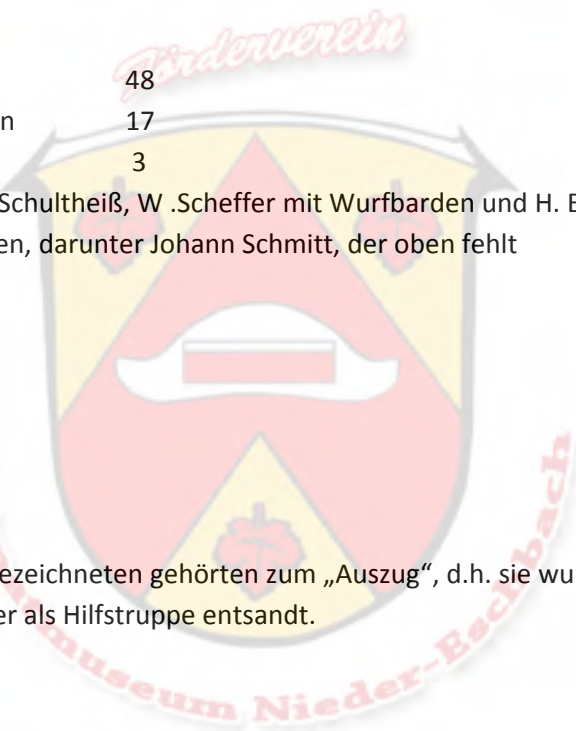 Förderverein
48
n 17
3
Schultheiß, W .Scheffer mit Wurfbarden und H.
en, darunter Johann Schmitt, der oben fehlt
ezeichneten gehörten zum „Auszug“, d.h. sie wu
er als Hilfstruppe entsandt.
atmuseum Nieder-Eschbach